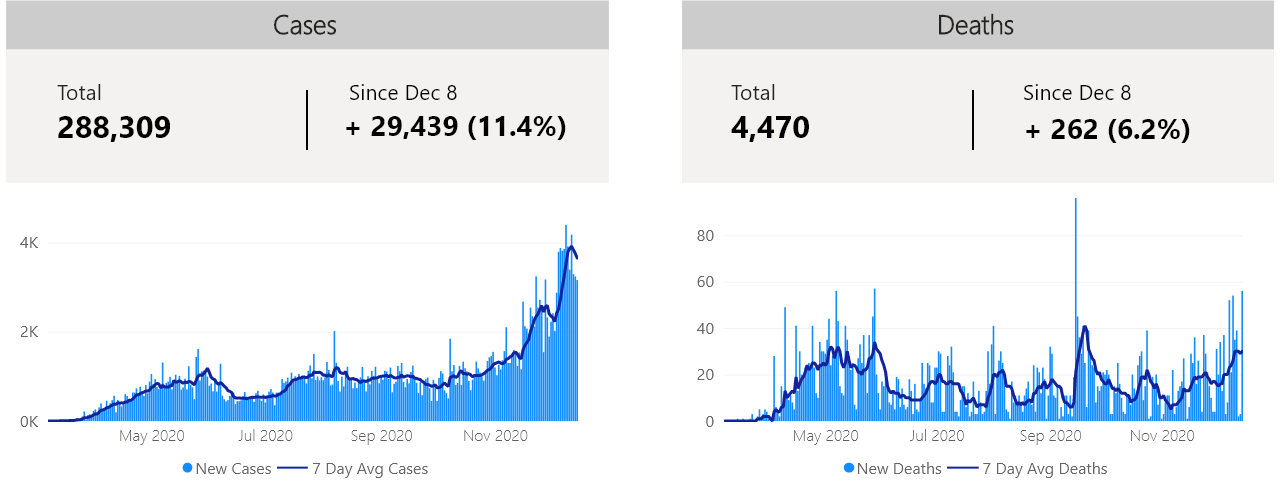 Cases
Total
288,309
Since Dec 8
+ 29,439 (11.4%)
4K
2K
0K
May 2020
Jul 2020
Sep 2020
Nov 2020
New Cases
7 Day Avg Cases
Deaths
Total
4,470
Since Dec 8
+ 262 (6.2%)
80
60
40
20
0
May 2020
Jul 2020
Sep 2020
Nov 2020
New Deaths
7 Day Avg Deaths